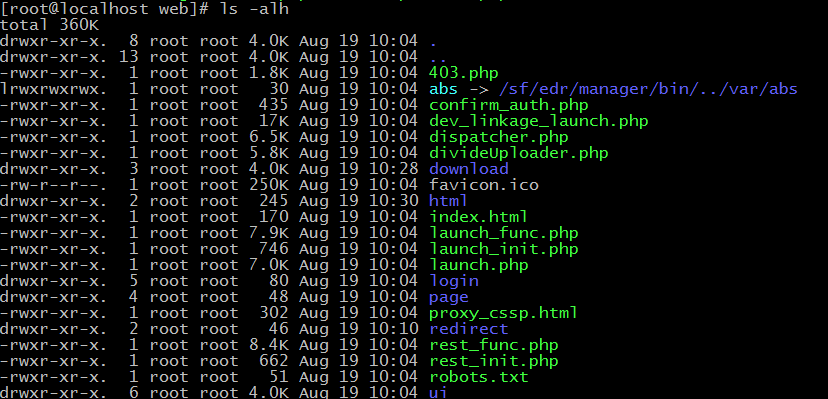 [root@localhost web]# ls -alh
total 360K
drwxr-xr-x.  8 root root 4.0K Aug 19 10:04 .
drwxr-xr-x. 13 root root 4.0K Aug 19 10:04 ..
-rwxr-xr-x.  1 root root 1.8K Aug 19 10:04 403.php
lrwxrwxrwx.  1 root root   30 Aug 19 10:04 abs -> /sf/edr/manager/bin/../var/abs
-rwxr-xr-x.  1 root root  435 Aug 19 10:04 confirm_auth.php
-rwxr-xr-x.  1 root root  17K Aug 19 10:04 dev_linkage_launch.php
-rwxr-xr-x.  1 root root 6.5K Aug 19 10:04 dispatcher.php
-rwxr-xr-x.  1 root root 5.8K Aug 19 10:04 divideUploader.php
drwxr-xr-x.  3 root root 4.0K Aug 19 10:28 download
-rw-r--r--.  1 root root 250K Aug 19 10:04 favicon.ico
drwxr-xr-x.  2 root root  245 Aug 19 10:30 html
-rwxr-xr-x.  1 root root  170 Aug 19 10:04 index.html
-rwxr-xr-x.  1 root root 7.9K Aug 19 10:04 launch_func.php
-rwxr-xr-x.  1 root root  746 Aug 19 10:04 launch_init.php
-rwxr-xr-x.  1 root root 7.0K Aug 19 10:04 launch.php
drwxr-xr-x.  5 root root   80 Aug 19 10:04 login
drwxr-xr-x.  4 root root   48 Aug 19 10:04 page
-rwxr-xr-x.  1 root root  302 Aug 19 10:04 proxy_cssp.html
drwxr-xr-x.  2 root root   46 Aug 19 10:10 redirect
-rwxr-xr-x.  1 root root 8.4K Aug 19 10:04 rest_func.php
-rwxr-xr-x.  1 root root  662 Aug 19 10:04 rest_init.php
-rwxr-xr-x.  1 root root   51 Aug 19 10:04 robots.txt
drwxr-xr-x.  6 root root 4.0K Aug 19 10:04 ui